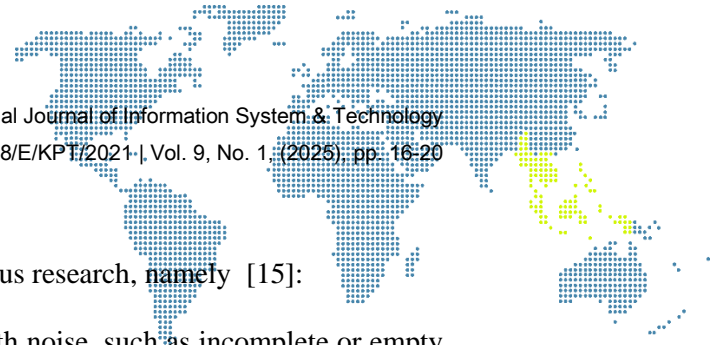 al Journal of Information System & Technology
8/E/KPT/2021 | Vol. 9, No. 1, (2025), pp. 16-20
us research, namely [15]:
th noise, such as incomplete or empty